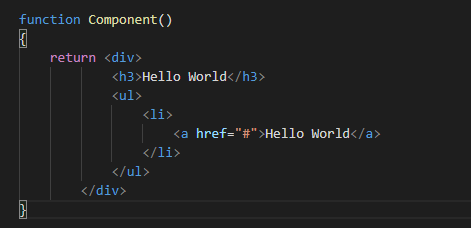 function Component()
{
    return <div>
            <h3>Hello World</h3>
            <ul>
                <li>
                    <a href="#">Hello World</a>
                </li>
            </ul>
        </div>
}